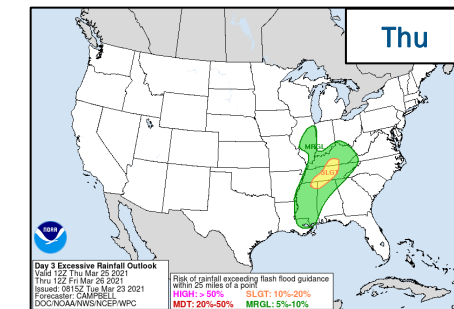 Thu
MRGL
SLGT
NOAA
Day 3 Excessive Rainfall Outlook
Valid 12Z Thu Mar 25 2021
Thru 12Z Fri Mar 26 2021
Issued: 0815Z Tue Mar 23 2021
Forecaster: CAMPBELL
DOC/NOAA/NWS/NCEP/WPC
Risk of rainfall exceeding flash flood guidance
within 25 miles of a point
HIGH: > 50% SLGT: 10%-20%
MDT: 20%-50% MRGL: 5%-10%